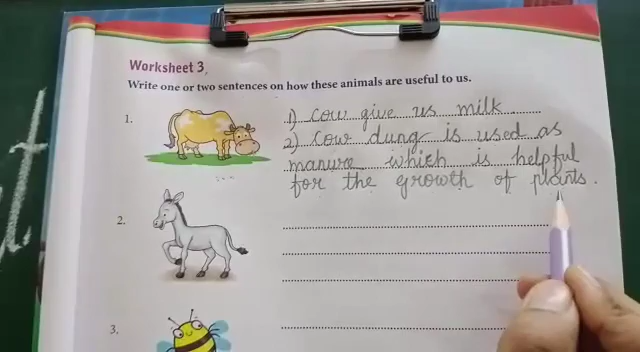 Worksheet 3
Write one or two sentences on how these animals are useful to us.
1.
1) Cow give us milk
2) Cow dung is used as
manure which is helpful
for the growth of plants.
2.
3.